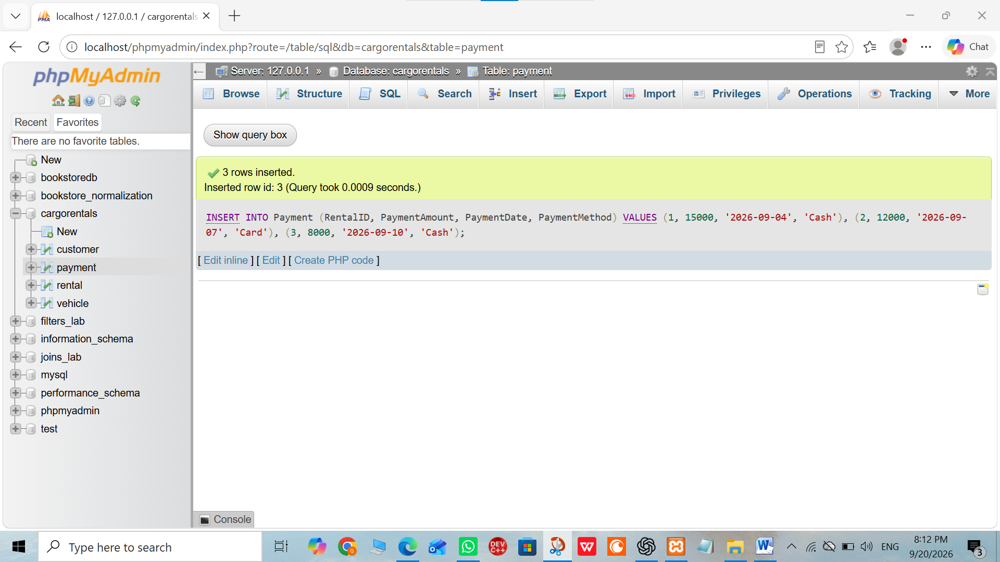 localhost / 127.0.0.1 / cargorentals
localhost/phpmyadmin/index.php?route=/table/sql&db=cargorentals&table=payment
Chat
phpMyAdmin
Recent
Favorites
There are no favorite tables.
New
bookstoredb
bookstore_normalization
cargorentals
New
customer
payment
rental
vehicle
filters_lab
information_schema
joins_lab
mysql
performance_schema
phpmyadmin
test
Server: 127.0.0.1 » Database: cargorentals » Table: payment
Browse Structure SQL Search Insert Export Import Privileges Operations Tracking More
Show query box
3 rows inserted.
Inserted row id: 3 (Query took 0.0009 seconds.)
INSERT INTO Payment (RentalID, PaymentAmount, PaymentDate, PaymentMethod) VALUES (1, 15000, '2026-09-04', 'Cash'), (2, 12000, '2026-09-
07', 'Card'), (3, 8000, '2026-09-10', 'Cash');
[ Edit inline ] [ Edit ] [ Create PHP code ]
Console
Type here to search
DEV
C++
ENG
8:12 PM
9/20/2026
3